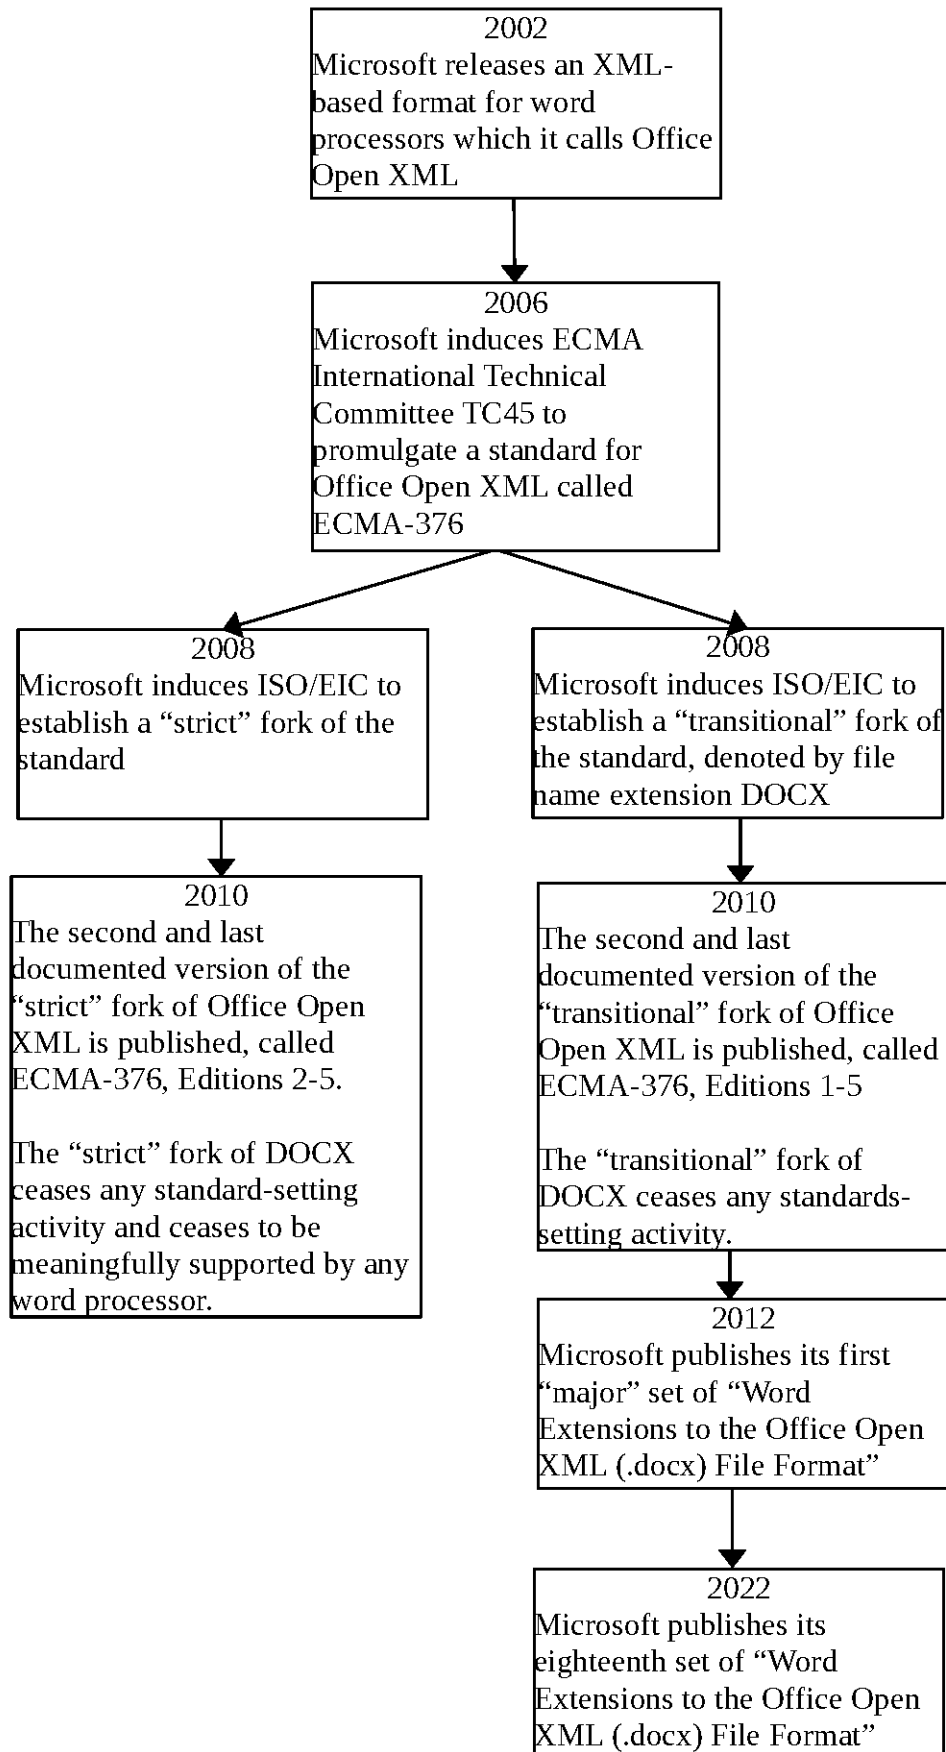 2002
Microsoft releases an XML-
based format for word
processors which it calls Office
Open XML
2006
Microsoft induces ECMA
International Technical
Committee TC45 to
promulgate a standard for
Office Open XML called
ECMA-376
2008
Microsoft induces ISO/EIC to
establish a “strict” fork of the
standard
2008
Microsoft induces ISO/EIC to
establish a “transitional” fork of
the standard, denoted by file
name extension DOCX
2010
The second and last
documented version of the
“strict” fork of Office Open
XML is published, called
ECMA-376, Editions 2-5.
The “strict” fork of DOCX
ceases any standard-setting
activity and ceases to be
meaningfully supported by any
word processor.
2010
The second and last
documented version of the
“transitional” fork of Office
Open XML is published, called
ECMA-376, Editions 1-5
The “transitional” fork of
DOCX ceases any standards-
setting activity.
2012
Microsoft publishes its first
“major” set of “Word
Extensions to the Office Open
XML (.docx) File Format”
2022
Microsoft publishes its
eighteenth set of “Word
Extensions to the Office Open
XML (.docx) File Format”